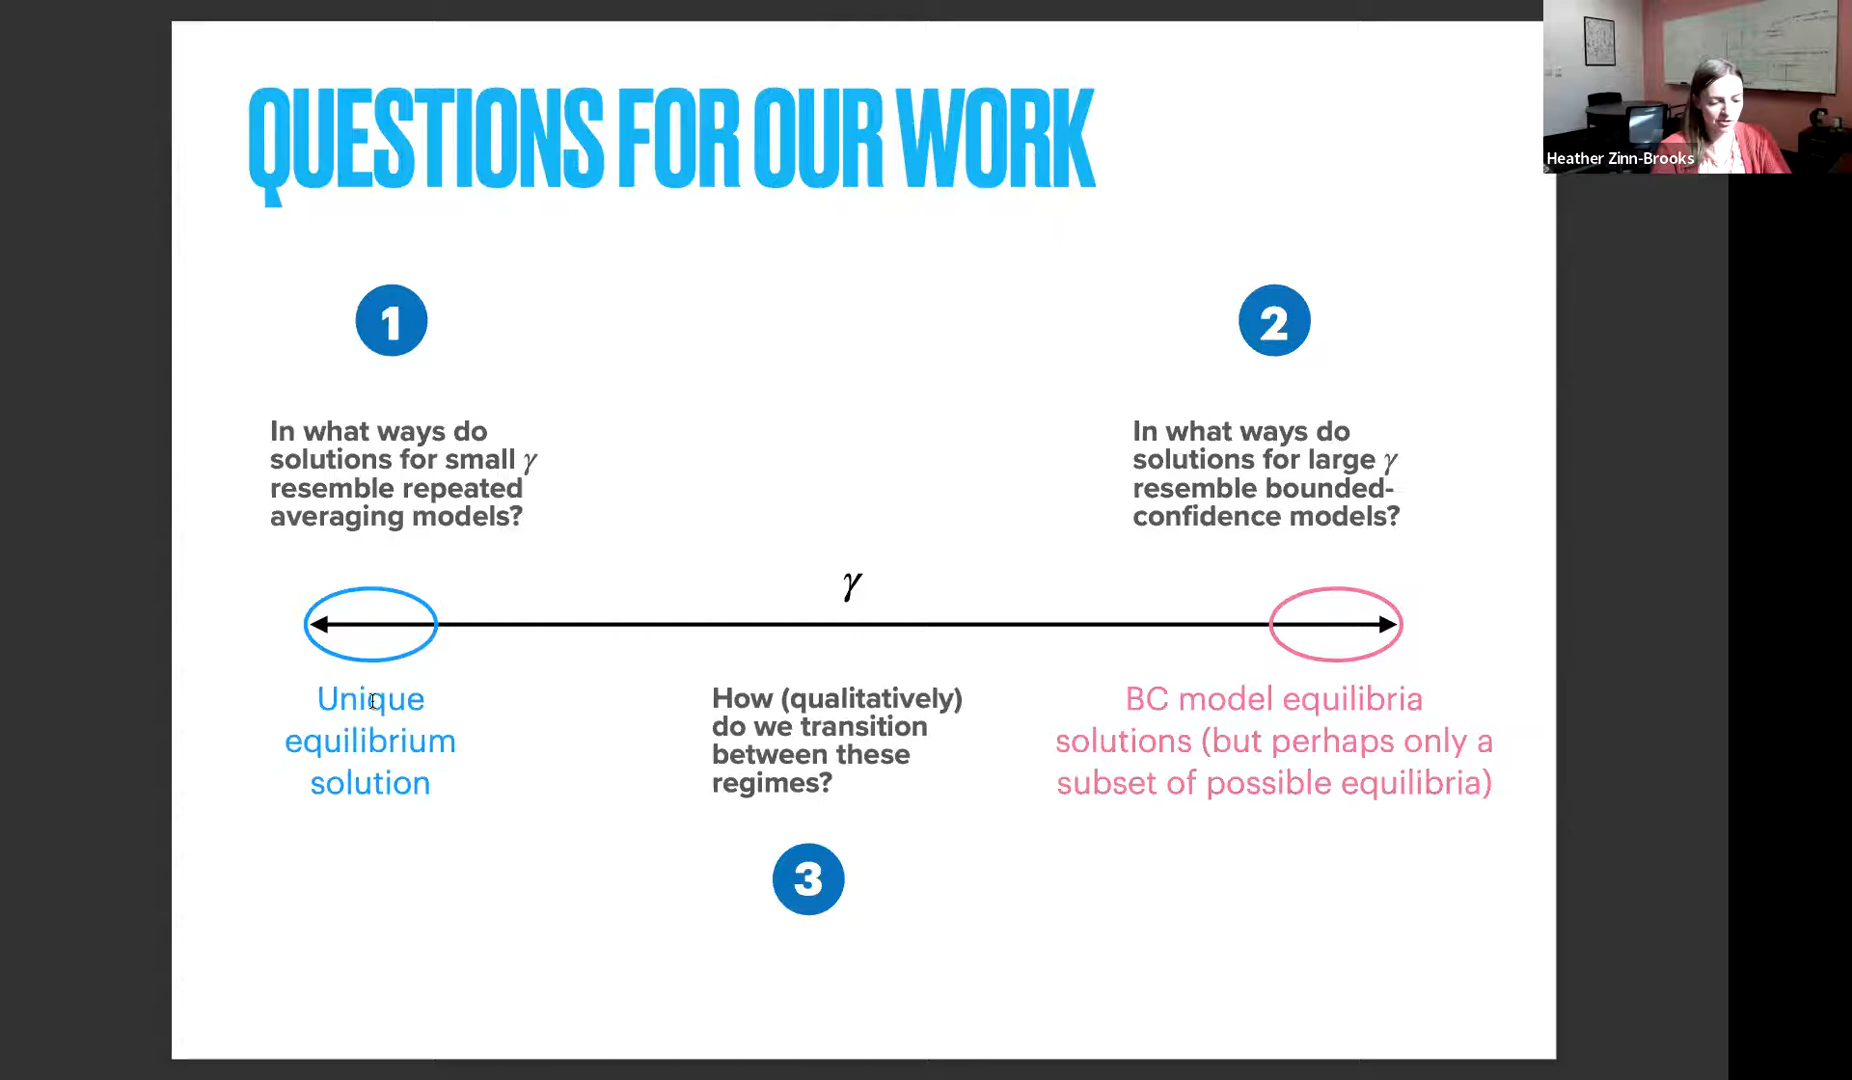 QUESTIONS FOR OUR WORK
Heather Zinn-Brooks
1
In what ways do
solutions for small γ
resemble repeated
averaging models?
2
In what ways do
solutions for large γ
resemble bounded-
confidence models?
γ
Unique
equilibrium
solution
How (qualitatively)
do we transition
between these
regimes?
3
BC model equilibria
solutions (but perhaps only a
subset of possible equilibria)